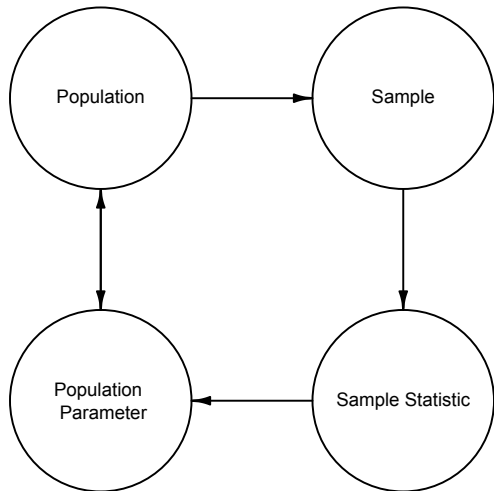 Population
Sample
Population
Parameter
Sample Statistic